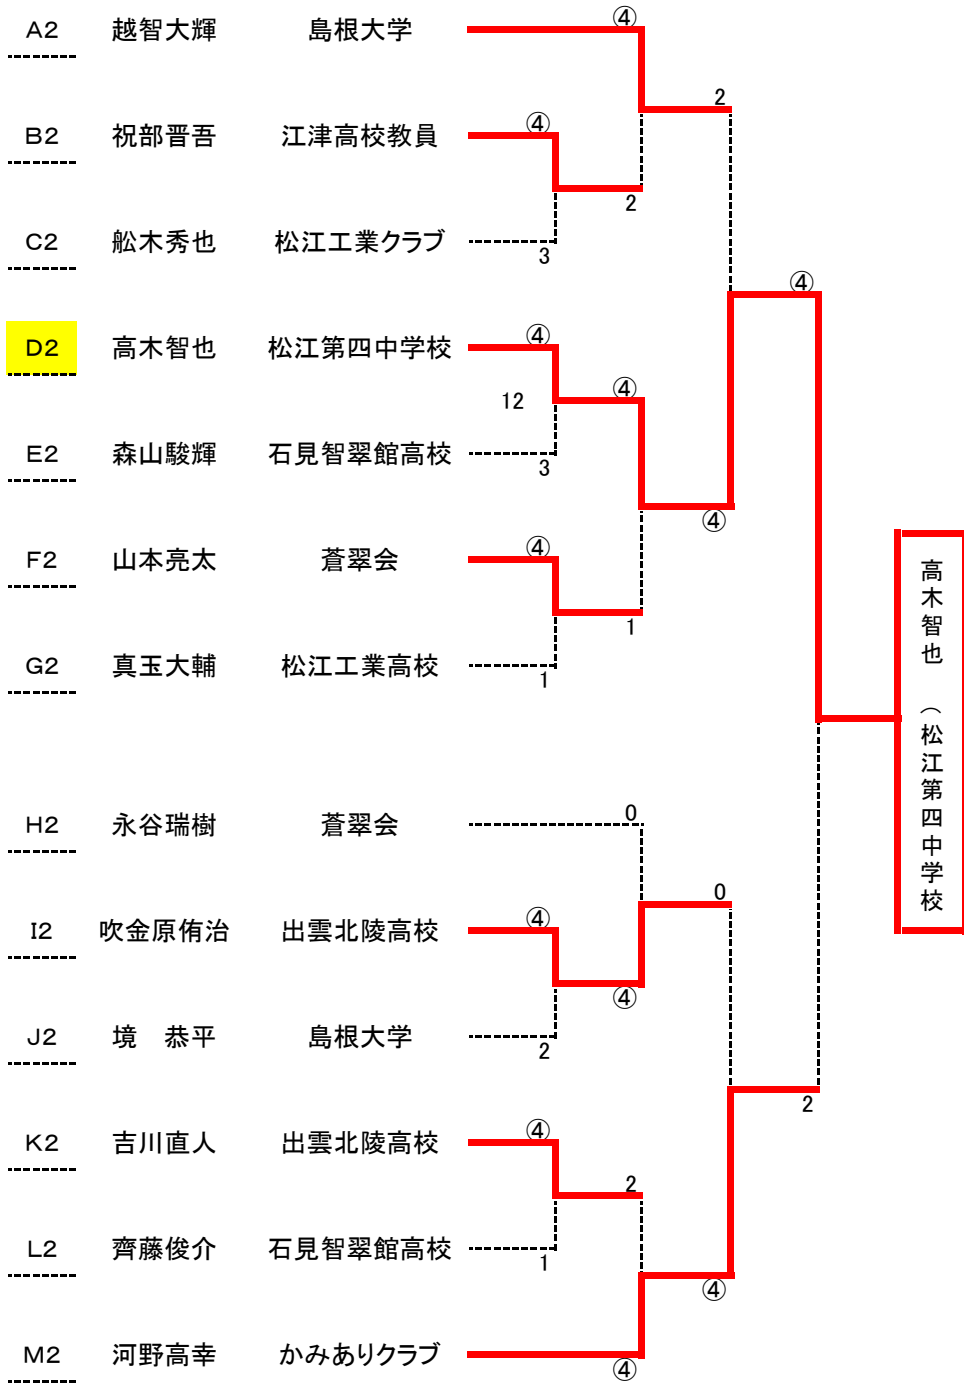 A2 越智大輝 島根大学 ④
2
B2 祝部晋吾 江津高校教員 ④
2
C2 舩木秀也 松江工業クラブ 3
④
D2 高木智也 松江第四中学校 ④
12 ④
E2 森山駿輝 石見智翠館高校 3
④
F2 山本亮太 蒼翠会 ④
1
G2 真玉大輔 松江工業高校 1
高木智也 （松江第四中学校
H2 永谷瑞樹 蒼翠会 0
0
I2 吹金原侑治 出雲北陵高校 ④
④
J2 境 恭平 島根大学 2
2
K2 吉川直人 出雲北陵高校 ④
2
L2 齊藤俊介 石見智翠館高校 1
④
M2 河野高幸 かみありクラブ ④